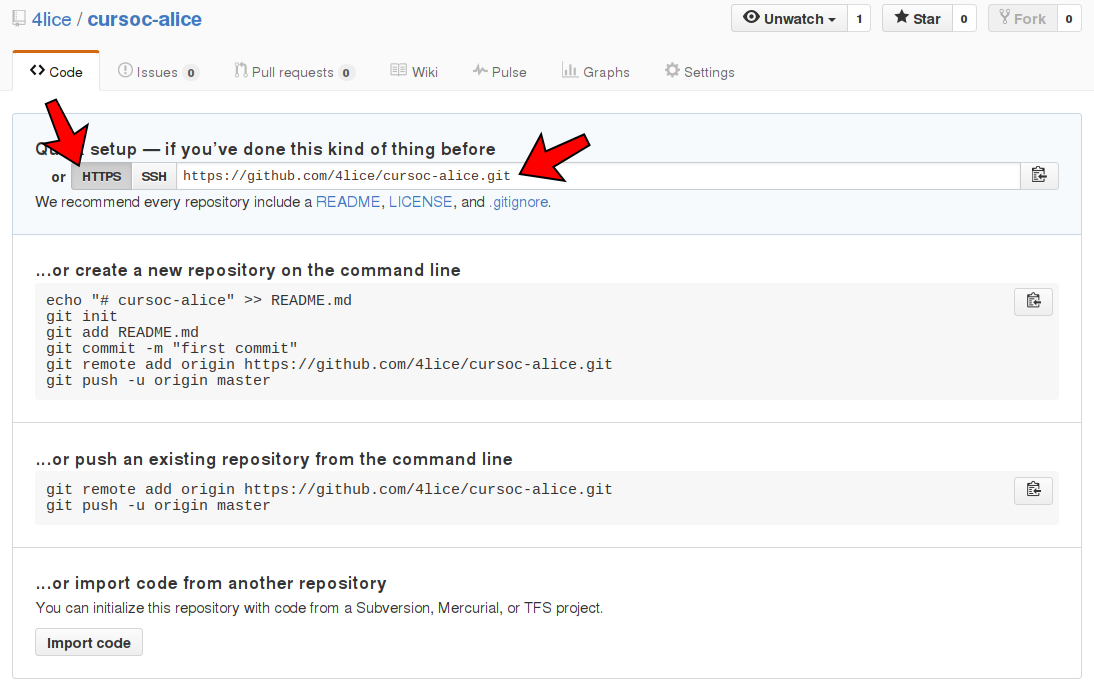 4lice / cursoc-alice
Unwatch 1 Star 0 Fork 0
Code Issues 0 Pull requests 0 Wiki Pulse Graphs Settings
setup — if you’ve done this kind of thing before
or HTTPS SSH https://github.com/4lice/cursoc-alice.git
We recommend every repository include a README, LICENSE, and .gitignore.
…or create a new repository on the command line
echo "# cursoc-alice" >> README.md
git init
git add README.md
git commit -m "first commit"
git remote add origin https://github.com/4lice/cursoc-alice.git
git push -u origin master
…or push an existing repository from the command line
git remote add origin https://github.com/4lice/cursoc-alice.git
git push -u origin master
…or import code from another repository
You can initialize this repository with code from a Subversion, Mercurial, or TFS project.
Import code